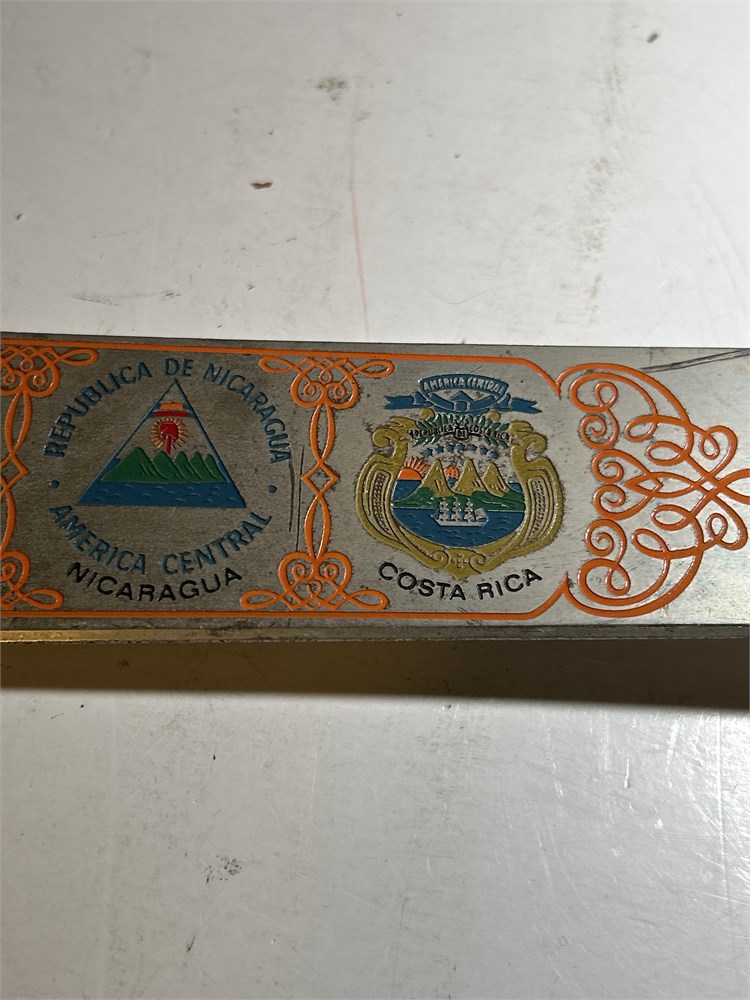 REPUBLICA DE NICARAGUA
· AMERICA CENTRAL ·
NICARAGUA
AMERICA CENTRAL
COSTA RICA